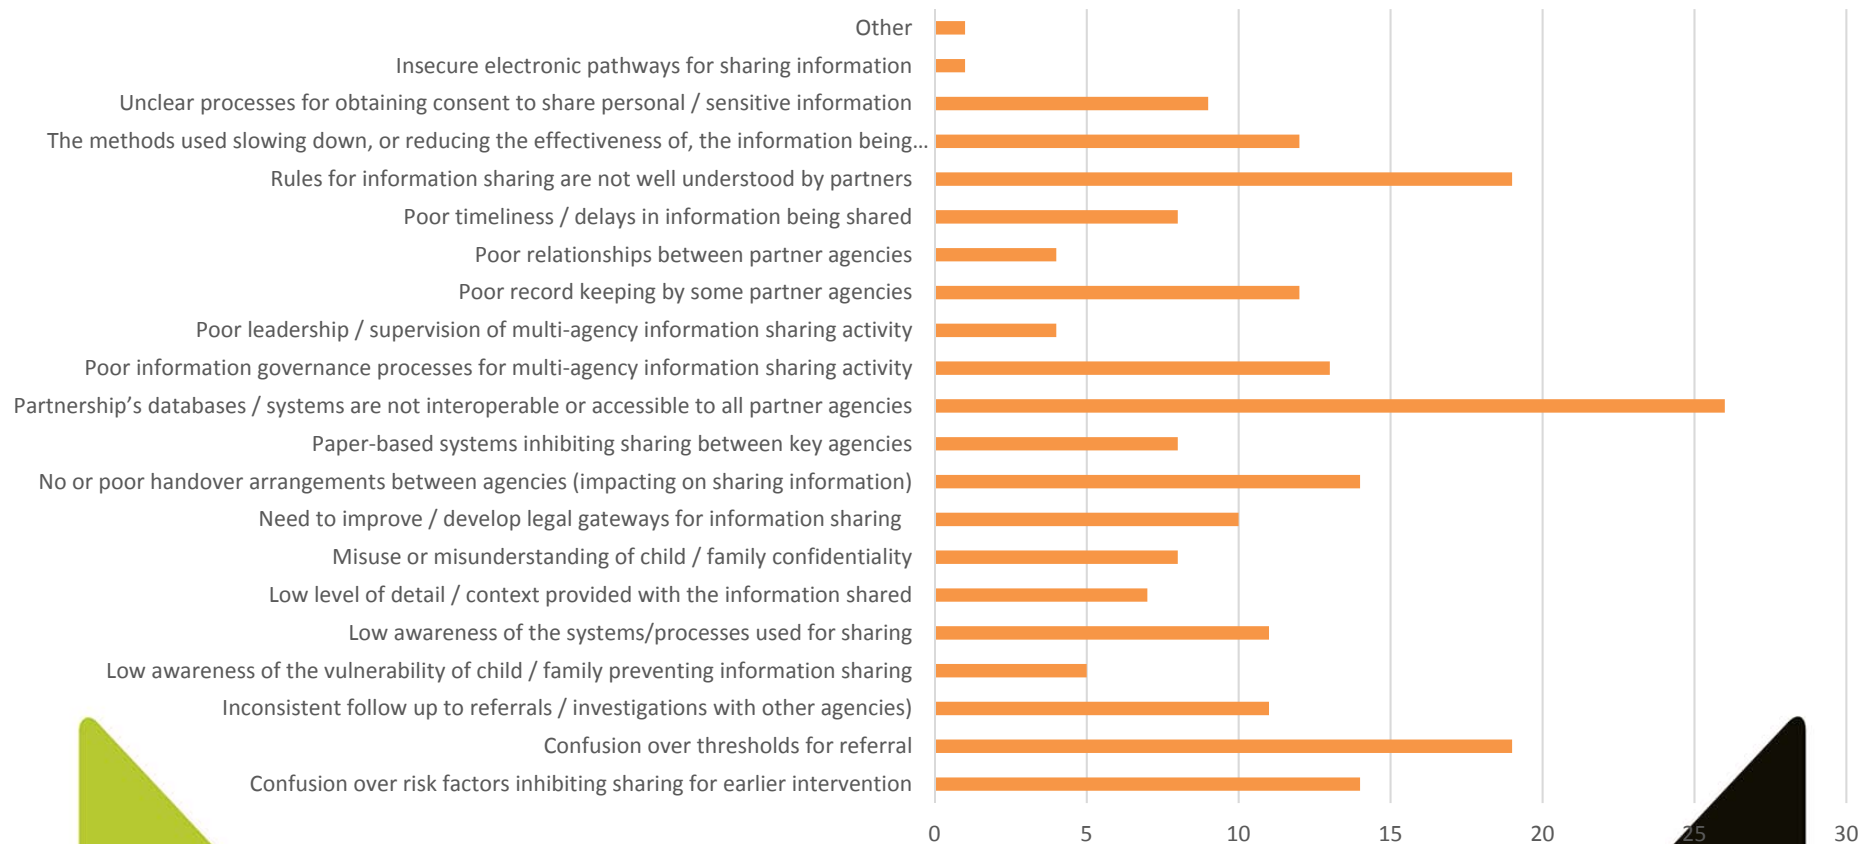 Other
Insecure electronic pathways for sharing information
Unclear processes for obtaining consent to share personal / sensitive information
The methods used slowing down, or reducing the effectiveness of, the information being…
Rules for information sharing are not well understood by partners
Poor timeliness / delays in information being shared
Poor relationships between partner agencies
Poor record keeping by some partner agencies
Poor leadership / supervision of multi-agency information sharing activity
Poor information governance processes for multi-agency information sharing activity
Partnership’s databases / systems are not interoperable or accessible to all partner agencies
Paper-based systems inhibiting sharing between key agencies
No or poor handover arrangements between agencies (impacting on sharing information)
Need to improve / develop legal gateways for information sharing
Misuse or misunderstanding of child / family confidentiality
Low level of detail / context provided with the information shared
Low awareness of the systems/processes used for sharing
Low awareness of the vulnerability of child / family preventing information sharing
Inconsistent follow up to referrals / investigations with other agencies)
Confusion over thresholds for referral
Confusion over risk factors inhibiting sharing for earlier intervention
0 5 10 15 20 25 30